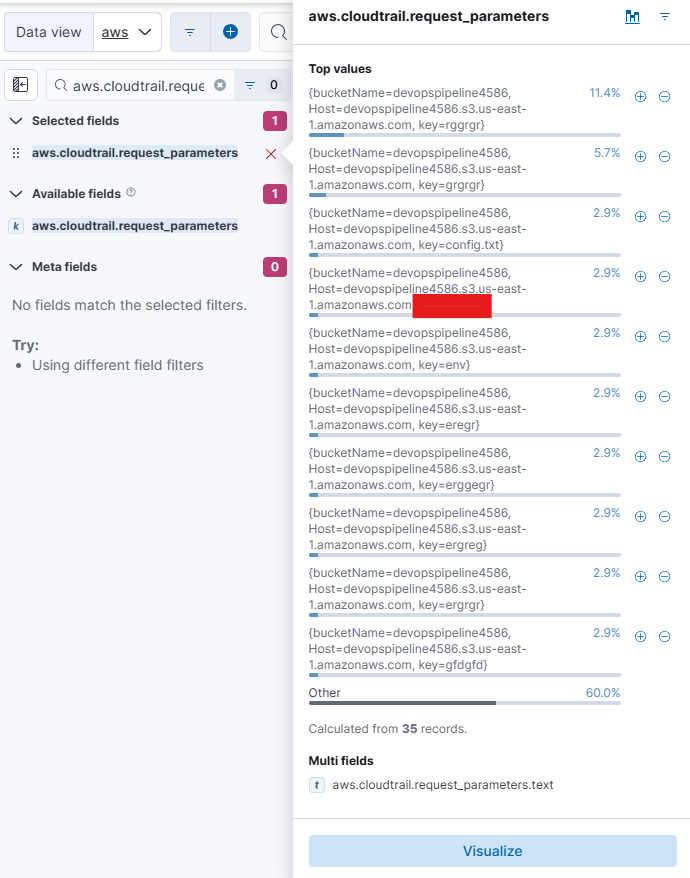 Data view
aws
aws.cloudtrail.reque
0
Selected fields
1
aws.cloudtrail.request_parameters
Available fields
1
k
aws.cloudtrail.request_parameters
Meta fields
0
No fields match the selected filters.
Try:
• Using different field filters
aws.cloudtrail.request_parameters
Top values
{bucketName=devopspipeline4586,
Host=devopspipeline4586.s3.us-east-
1.amazonaws.com, key=rggrgr}
11.4%
{bucketName=devopspipeline4586,
Host=devopspipeline4586.s3.us-east-
1.amazonaws.com, key=grgrgr}
5.7%
{bucketName=devopspipeline4586,
Host=devopspipeline4586.s3.us-east-
1.amazonaws.com, key=config.txt}
2.9%
{bucketName=devopspipeline4586,
Host=devopspipeline4586.s3.us-east-
1.amazonaws.com
2.9%
{bucketName=devopspipeline4586,
Host=devopspipeline4586.s3.us-east-
1.amazonaws.com, key=env}
2.9%
{bucketName=devopspipeline4586,
Host=devopspipeline4586.s3.us-east-
1.amazonaws.com, key=eregr}
2.9%
{bucketName=devopspipeline4586,
Host=devopspipeline4586.s3.us-east-
1.amazonaws.com, key=erggegr}
2.9%
{bucketName=devopspipeline4586,
Host=devopspipeline4586.s3.us-east-
1.amazonaws.com, key=ergreg}
2.9%
{bucketName=devopspipeline4586,
Host=devopspipeline4586.s3.us-east-
1.amazonaws.com, key=ergrgr}
2.9%
{bucketName=devopspipeline4586,
Host=devopspipeline4586.s3.us-east-
1.amazonaws.com, key=gfdgfd}
2.9%
Other
60.0%
Calculated from 35 records.
Multi fields
t
aws.cloudtrail.request_parameters.text
Visualize